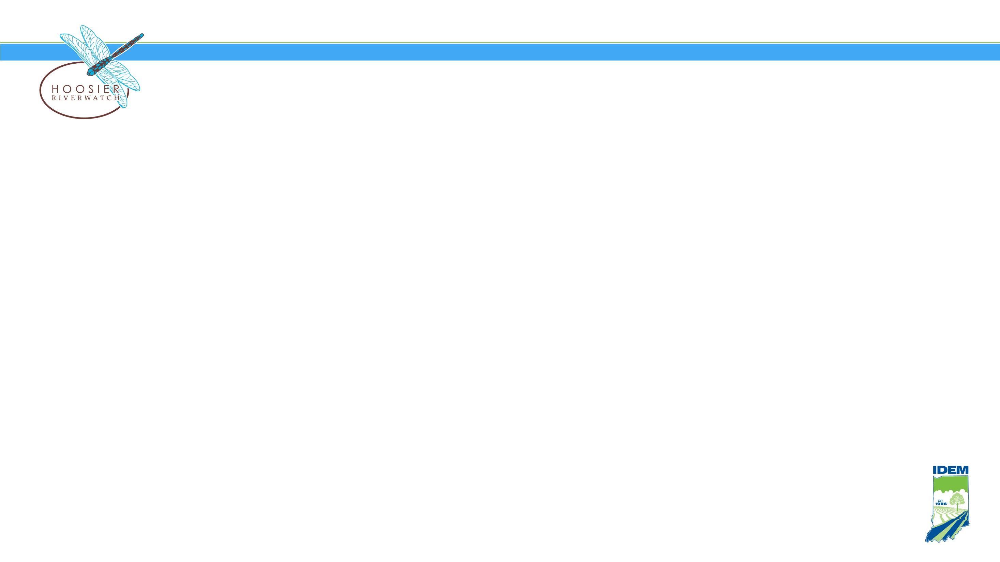 HOOSIER
RIVERWATCH
IDEM
EST.
1986